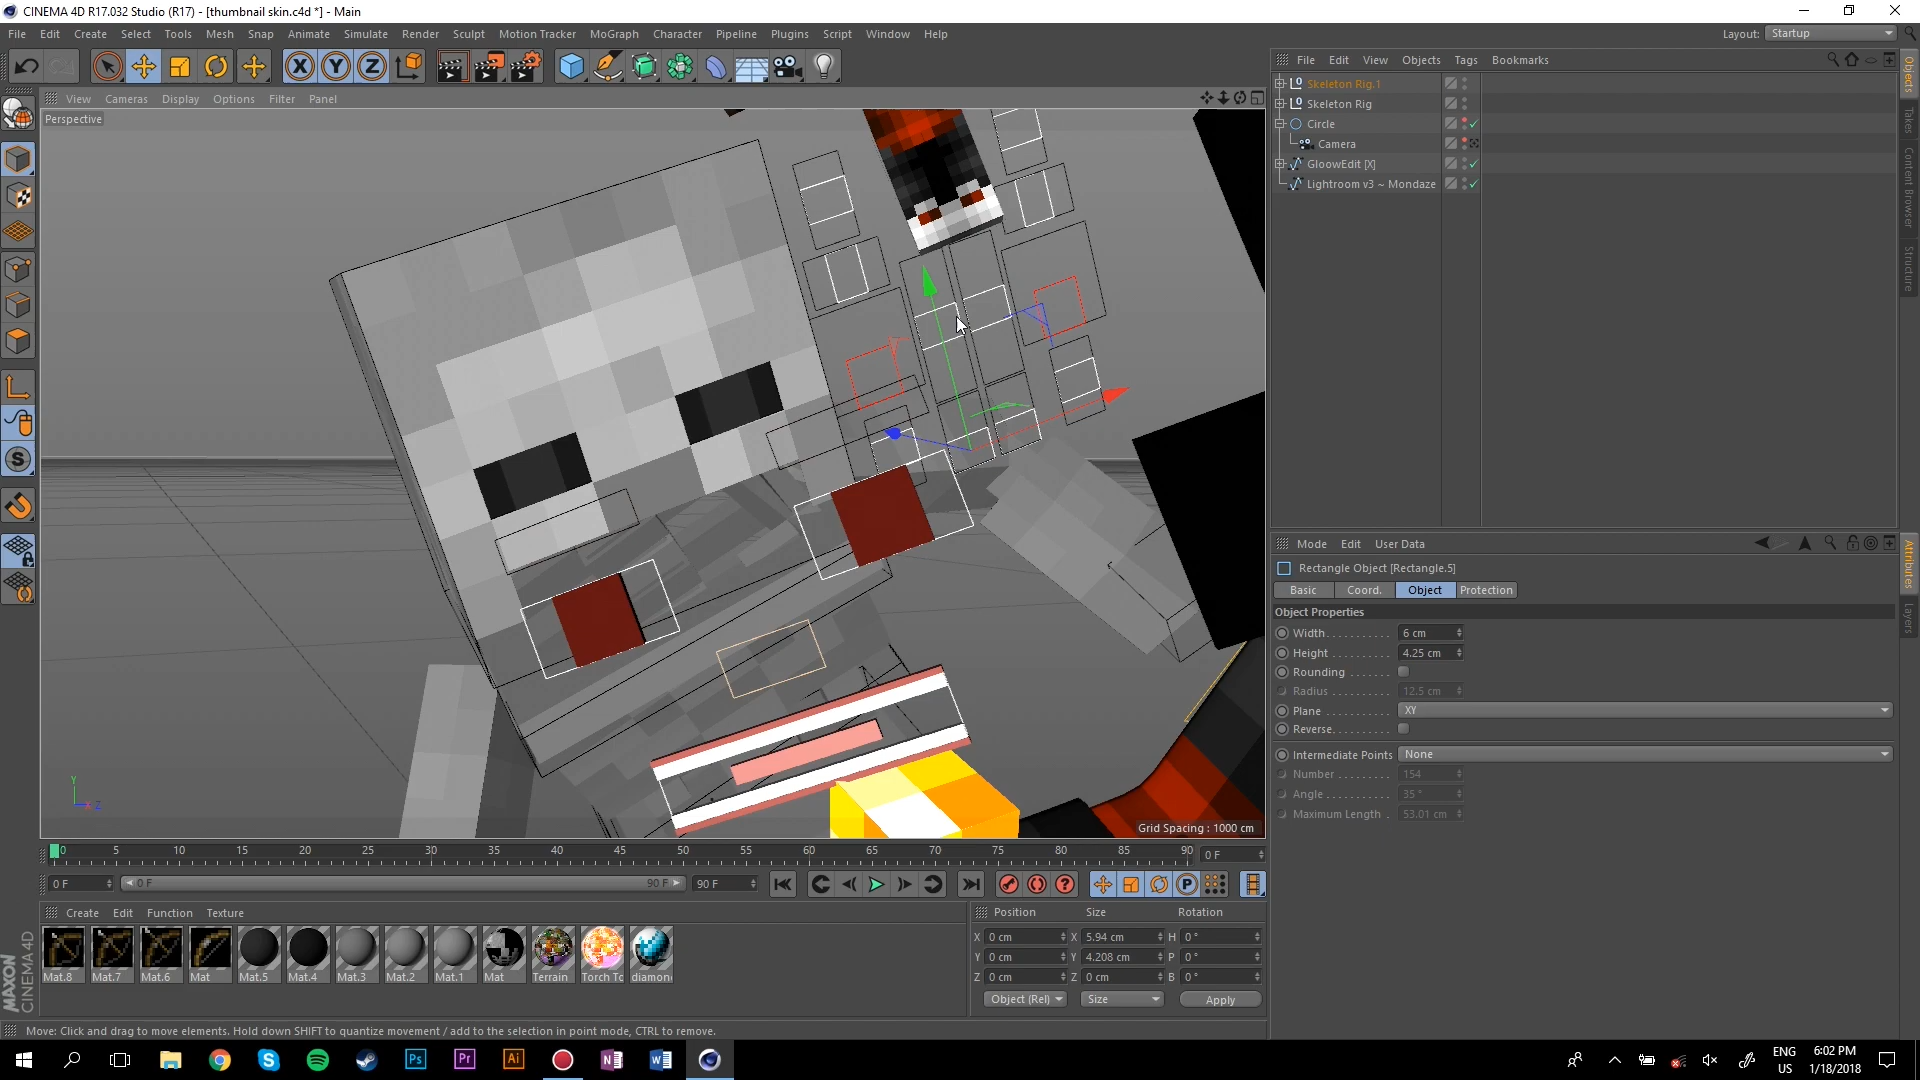 CINEMA 4D R17.032 Studio (R17) - [thumbnail skin.c4d *] - Main
File Edit Create Select Tools Mesh Snap Animate Simulate Render Sculpt Motion Tracker MoGraph Character Pipeline Plugins Script Window Help
Layout: Startup
File Edit View Objects Tags Bookmarks
X Y Z
View Cameras Display Options Filter Panel
Perspective
Skeleton Rig.1
Skeleton Rig
Circle
Camera
GloowEdit [X]
Lightroom v3 ~ Mondaze
Objects
Takes
Content Browser
Structure
S
Mode Edit User Data
Rectangle Object [Rectangle.5]
Basic Coord. Object Protection
Object Properties
Width 6 cm
Height 4.25 cm
Rounding
Radius 12.5 cm
Plane XY
Reverse
Intermediate Points None
Number 154
Angle 35 °
Maximum Length 53.01 cm
Attributes
Layers
Y
Z
Grid Spacing : 1000 cm
0 5 10 15 20 25 30 35 40 45 50 55 60 65 70 75 80 85 90 0 F
0 F 0 F 90 F 90 F
P
Create Edit Function Texture
Position Size Rotation
X 0 cm X 5.94 cm H 0 °
Y 0 cm Y 4.208 cm P 0 °
Z 0 cm Z 0 cm B 0 °
Object (Rel) Size Apply
Mat.8 Mat.7 Mat.6 Mat Mat.5 Mat.4 Mat.3 Mat.2 Mat.1 Mat Terrain Torch Tc diamon
MAXON
CINEMA 4D
Move: Click and drag to move elements. Hold down SHIFT to quantize movement / add to the selection in point mode, CTRL to remove.
Ps Pr Ai N W
ENG
US
6:02 PM
1/18/2018